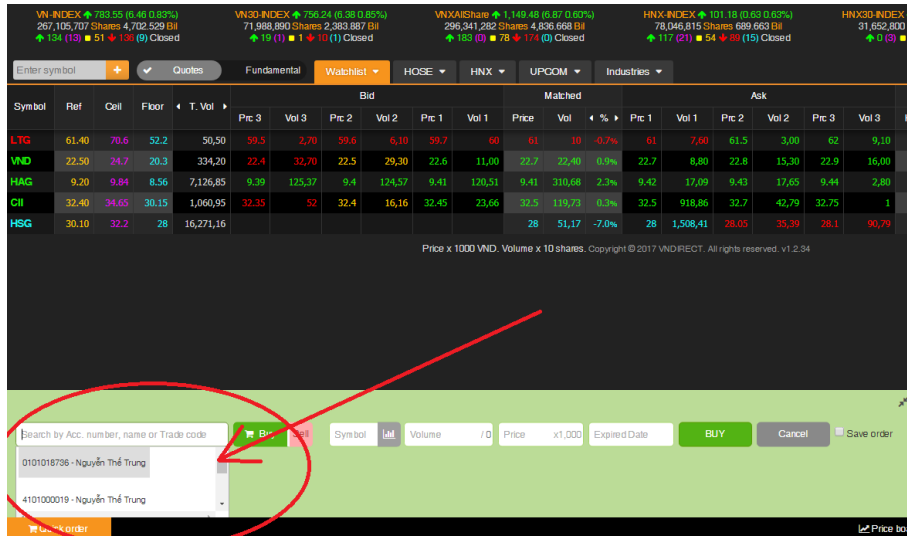 VN-INDEX 783.55 (6.46 0.83%) VN30-INDEX 756.24 (6.38 0.85%) VNXAllShare 1,149.48 (6.87 0.60%) HNX-INDEX 101.18 (0.63 0.63%) HNX30-INDEX
267,105,707 Shares 4,702.529 Bil 71,988,890 Shares 2,383.887 Bil 296,341,282 Shares 4,836.668 Bil 78,046,815 Shares 689.663 Bil 31,652,800
134 (13) 51 136 (9) Closed 19 (1) 1 10 (1) Closed 183 (0) 78 174 (0) Closed 117 (21) 54 89 (15) Closed 0 (3)
Enter symbol + Quotes Fundamental Watchlist HOSE HNX UPCOM Industries
Bid Matched Ask
Symbol Ref Ceil Floor T. Vol
Prc 3 Vol 3 Prc 2 Vol 2 Prc 1 Vol 1 Price Vol % Prc 1 Vol 1 Prc 2 Vol 2 Prc 3 Vol 3
LTG 61.40 70.6 52.2 50,50 59.5 2,70 59.6 6,10 59.7 60 61 10 -0.7% 61 7,60 61.5 3,00 62 9,10
VND 22.50 24.7 20.3 334,20 22.4 32,70 22.5 29,30 22.6 11,00 22.7 22,40 0.9% 22.7 8,80 22.8 15,30 22.9 16,00
HAG 9.20 9.84 8.56 7,126,85 9.39 125,37 9.4 124,57 9.41 120,51 9.41 310,68 2.3% 9.42 17,09 9.43 17,65 9.44 2,80
CII 32.40 34.65 30.15 1,060,95 32.35 52 32.4 16,16 32.45 23,66 32.5 119,73 0.3% 32.5 918,86 32.7 42,79 32.75 1
HSG 30.10 32.2 28 16,271,16 28 51,17 -7.0% 28 1,508,41 28.05 35,39 28.1 90,79
Price x 1000 VND. Volume x 10 shares. Copyright © 2017 VNDIRECT. All rights reserved. v1.2.34
Search by Acc. number, name or Trade code Buy Sell Symbol Volume / 0 Price x1,000 Expired Date BUY Cancel Save order
0101018736 - Nguyễn Thế Trung
4101000019 - Nguyễn Thế Trung
Quick order Price bo